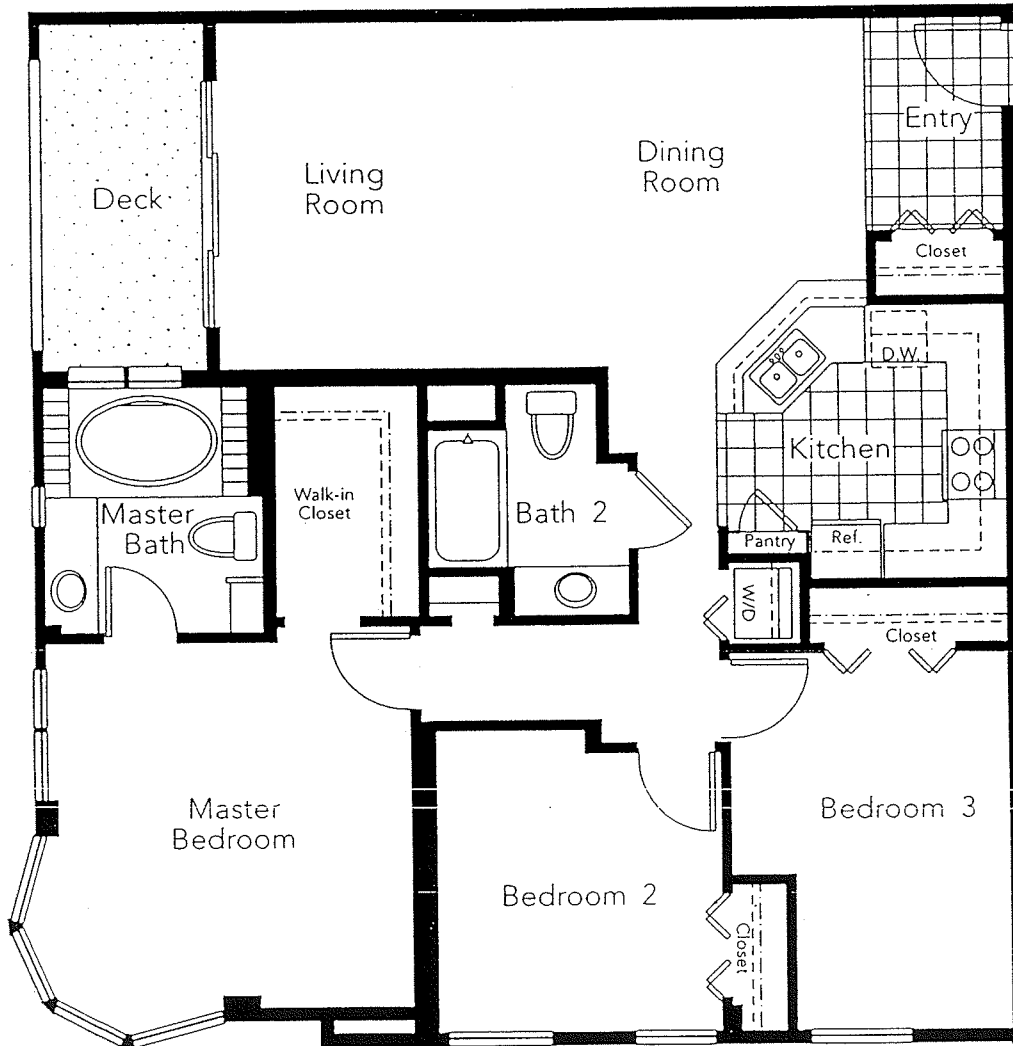 Entry
Dining
Room
Living
Room
Deck
Closet
D.W.
Kitchen
Walk-in
Closet
Master
Bath
Bath 2
Pantry
Ref.
W/D
Closet
Master
Bedroom
Bedroom 3
Bedroom 2
Closet